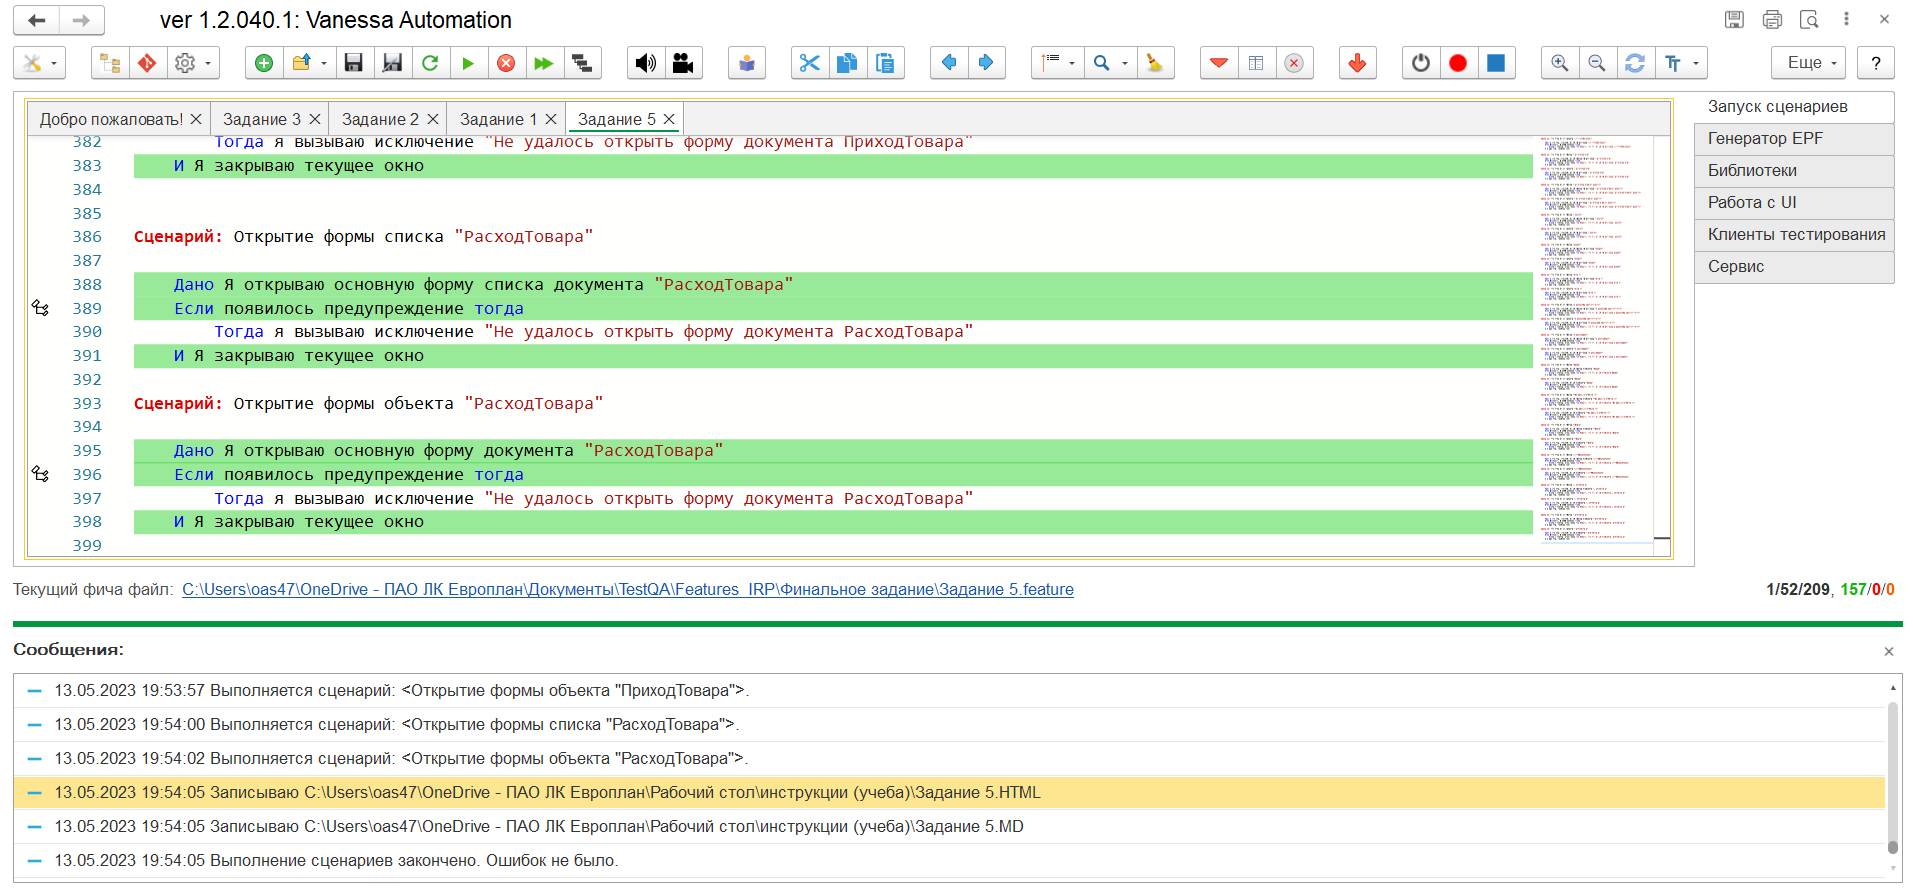 ver 1.2.040.1: Vanessa Automation
Еще
?
Добро пожаловать!
Задание 3
Задание 2
Задание 1
Задание 5
382 Тогда я вызываю исключение "Не удалось открыть форму документа ПриходТовара"
383 И Я закрываю текущее окно
384
385
386 Сценарий: Открытие формы списка "РасходТовара"
387
388 Дано Я открываю основную форму списка документа "РасходТовара"
389 Если появилось предупреждение тогда
390 Тогда я вызываю исключение "Не удалось открыть форму документа РасходТовара"
391 И Я закрываю текущее окно
392
393 Сценарий: Открытие формы объекта "РасходТовара"
394
395 Дано Я открываю основную форму документа "РасходТовара"
396 Если появилось предупреждение тогда
397 Тогда я вызываю исключение "Не удалось открыть форму документа РасходТовара"
398 И Я закрываю текущее окно
399
Запуск сценариев
Генератор EPF
Библиотеки
Работа с UI
Клиенты тестирования
Сервис
Текущий фича файл: C:\Users\oas47\OneDrive - ПАО ЛК Европлан\Документы\TestQA\Features_IRP\Финальное задание\Задание 5.feature
1/52/209, 157/0/0
Сообщения:
13.05.2023 19:53:57 Выполняется сценарий: <Открытие формы объекта "ПриходТовара">.
13.05.2023 19:54:00 Выполняется сценарий: <Открытие формы списка "РасходТовара">.
13.05.2023 19:54:02 Выполняется сценарий: <Открытие формы объекта "РасходТовара">.
13.05.2023 19:54:05 Записываю C:\Users\oas47\OneDrive - ПАО ЛК Европлан\Рабочий стол\инструкции (учеба)\Задание 5.HTML
13.05.2023 19:54:05 Записываю C:\Users\oas47\OneDrive - ПАО ЛК Европлан\Рабочий стол\инструкции (учеба)\Задание 5.MD
13.05.2023 19:54:05 Выполнение сценариев закончено. Ошибок не было.